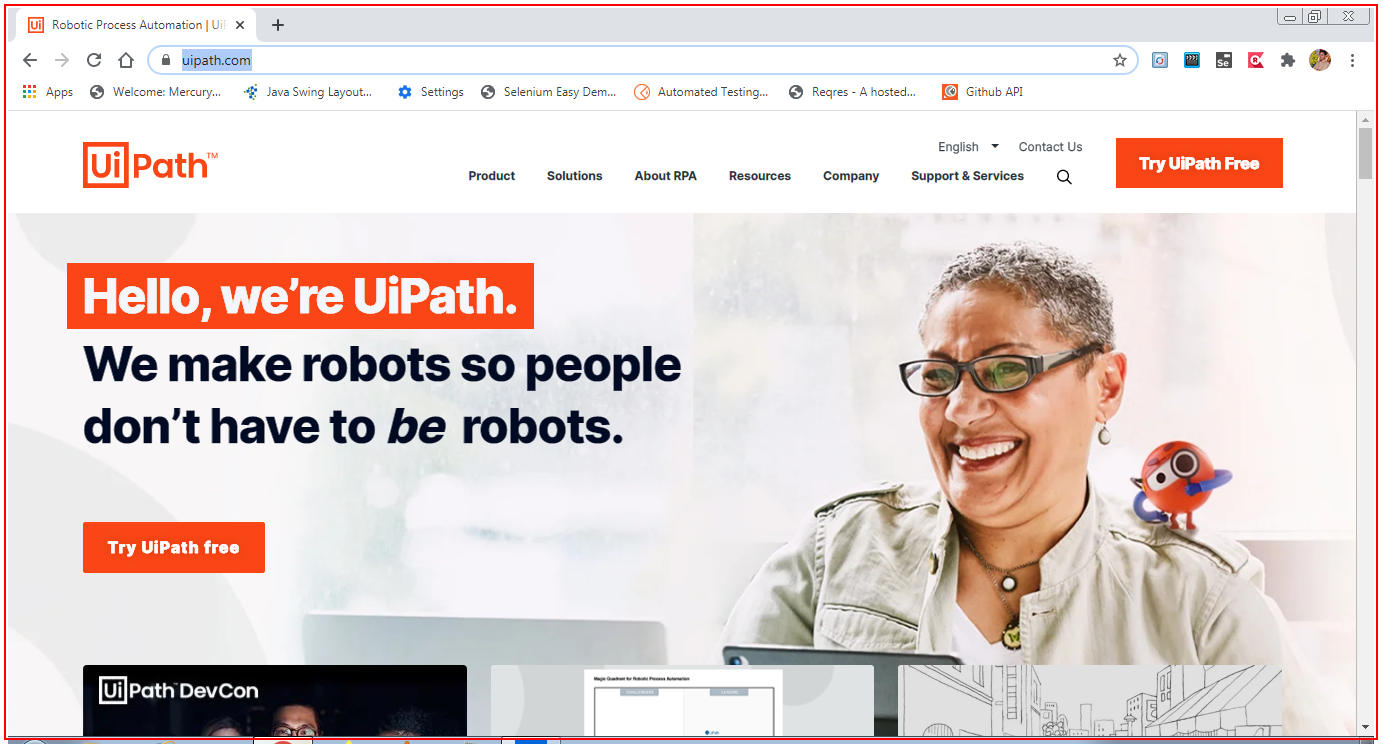 Robotic Process Automation | Ui
uipath.com
Apps
Welcome: Mercury...
Java Swing Layout...
Settings
Selenium Easy Dem...
Automated Testing...
Reqres - A hosted...
Github API
UiPath™
English
Contact Us
Try UiPath Free
Product
Solutions
About RPA
Resources
Company
Support & Services
Hello, we’re UiPath.
We make robots so people
don’t have to be robots.
Try UiPath free
UiPath™ DevCon
Magic Quadrant for Robotic Process Automation
CHALLENGERS
LEADERS